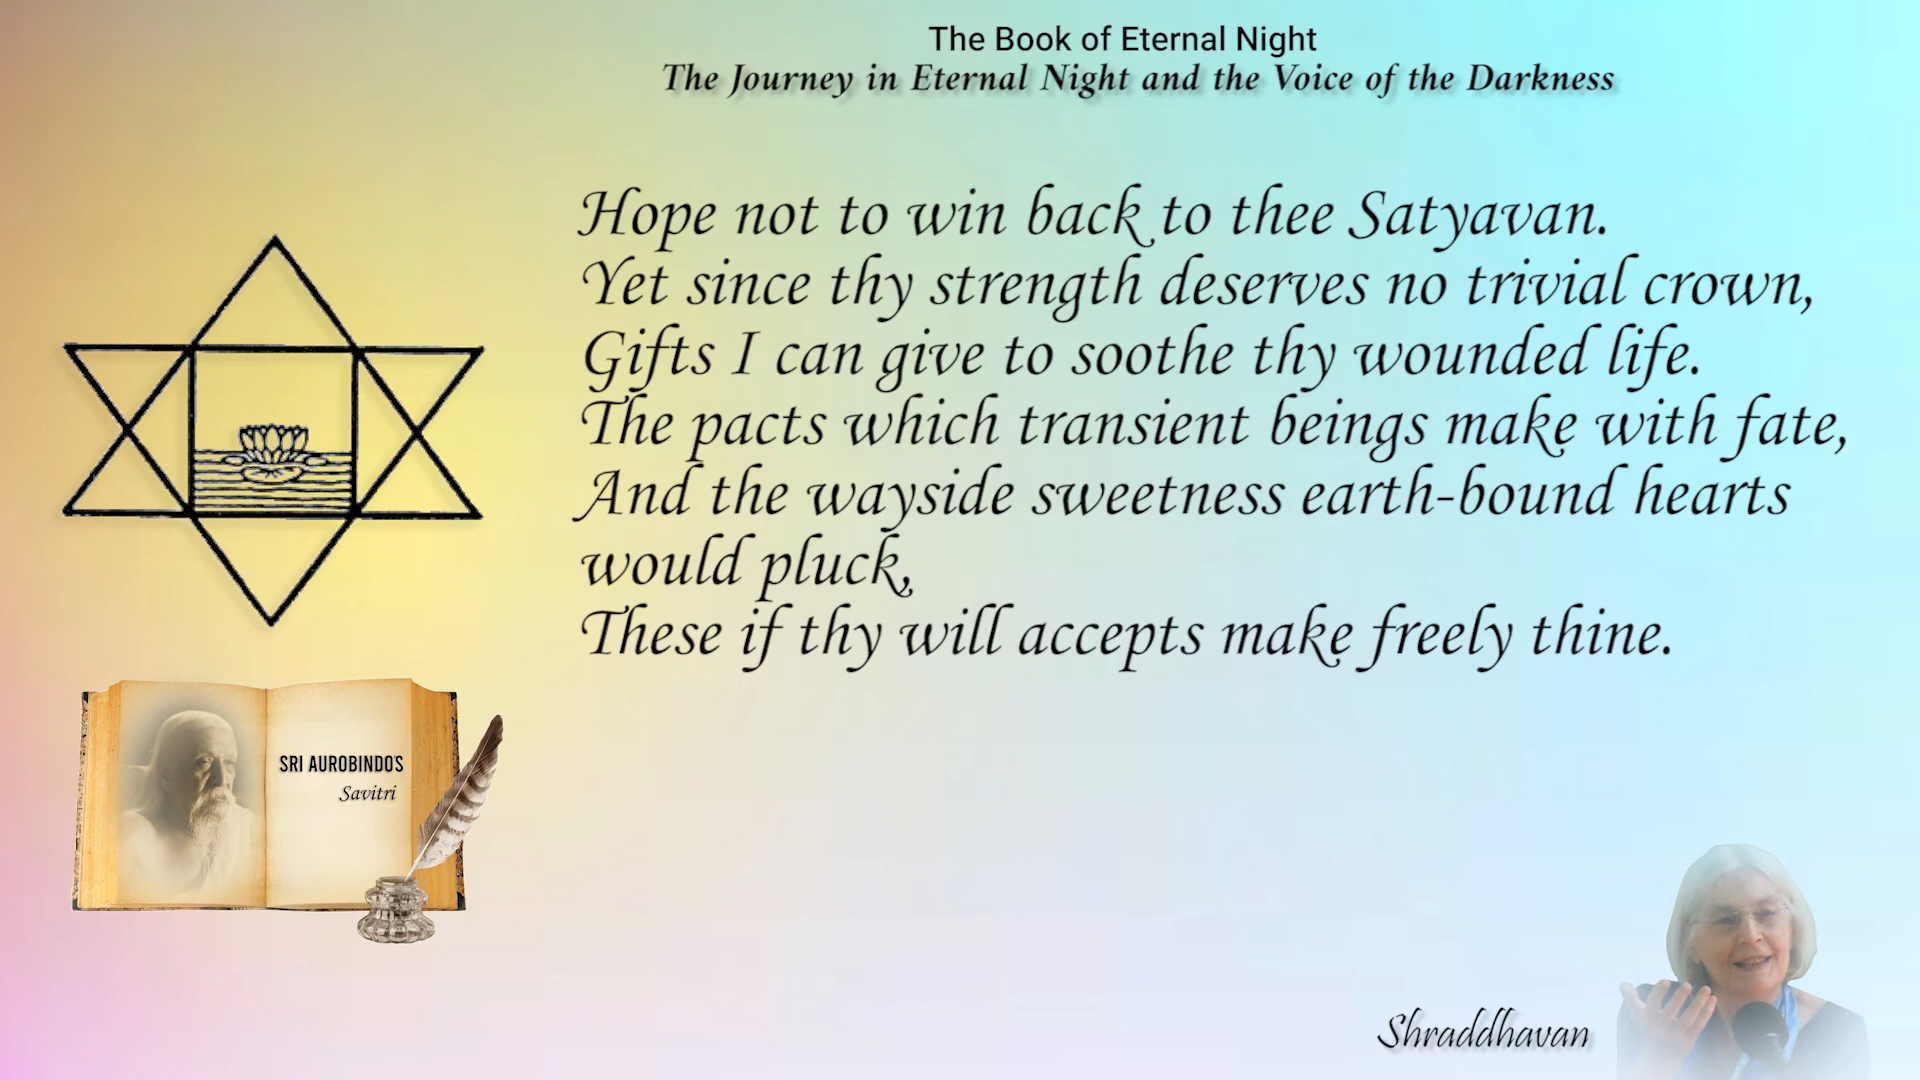 The Book of Eternal Night
The Journey in Eternal Night and the Voice of the Darkness
Hope not to win back to thee Satyavan.
Yet since thy strength deserves no trivial crown,
Gifts I can give to soothe thy wounded life.
The pacts which transient beings make with fate,
And the wayside sweetness earth-bound hearts
would pluck,
These if thy will accepts make freely thine.
SRI AUROBINDO'S
Savitri
Shraddhavan